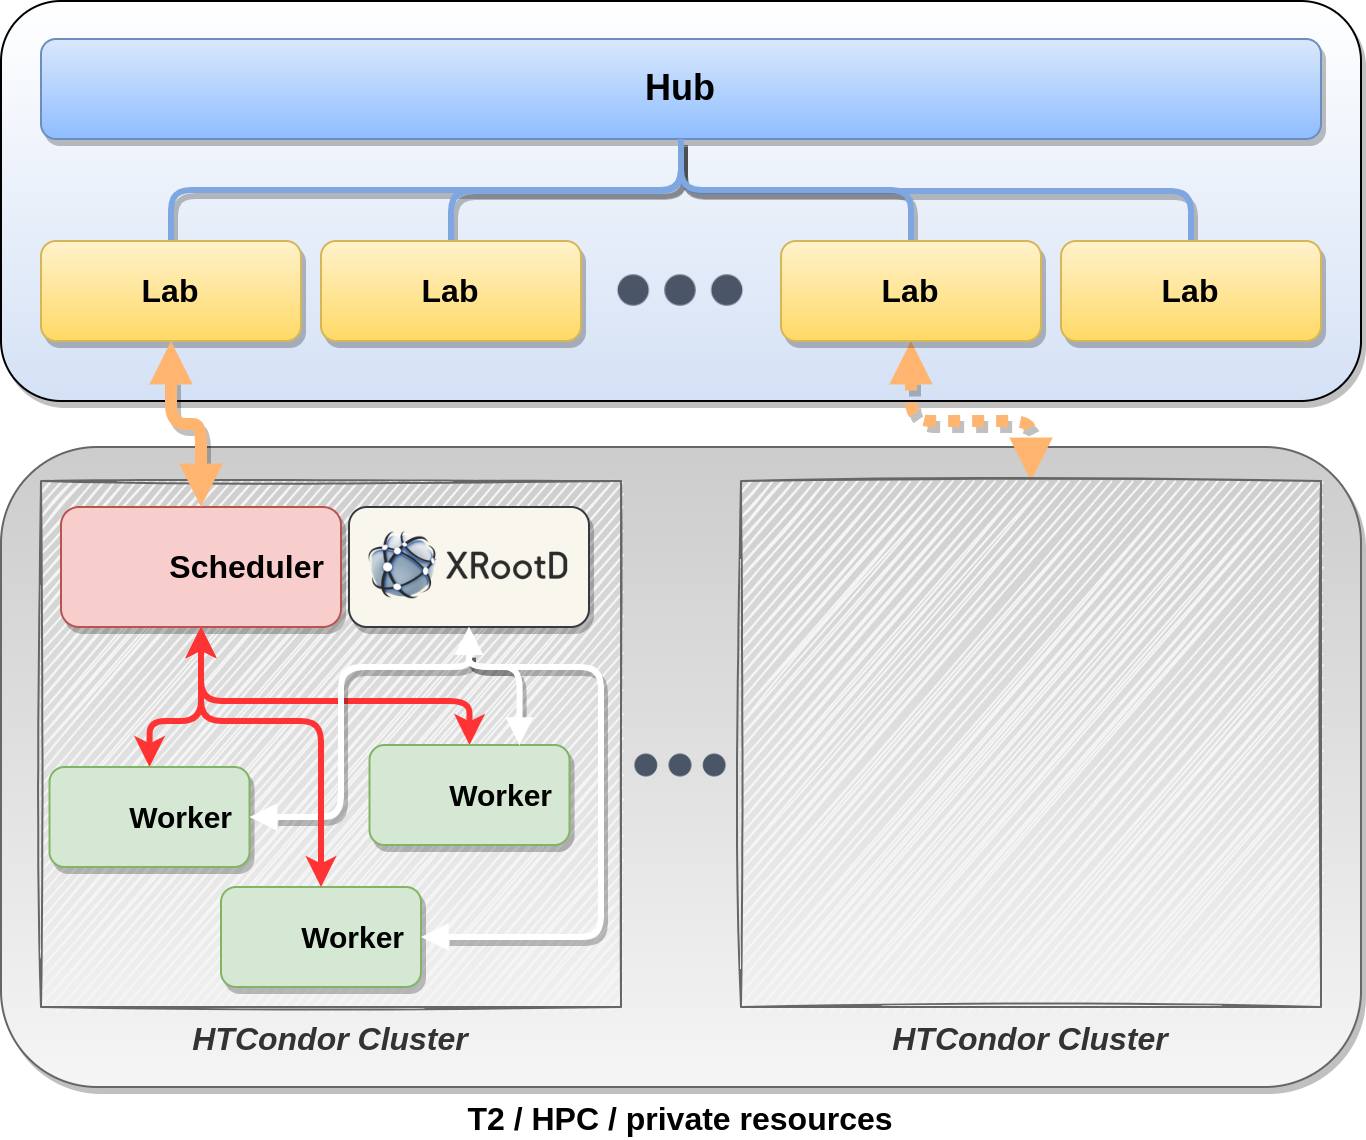 Hub
Lab
Lab
Lab
Lab
Scheduler
XRootD
Worker
Worker
Worker
HTCondor Cluster
HTCondor Cluster
T2 / HPC / private resources